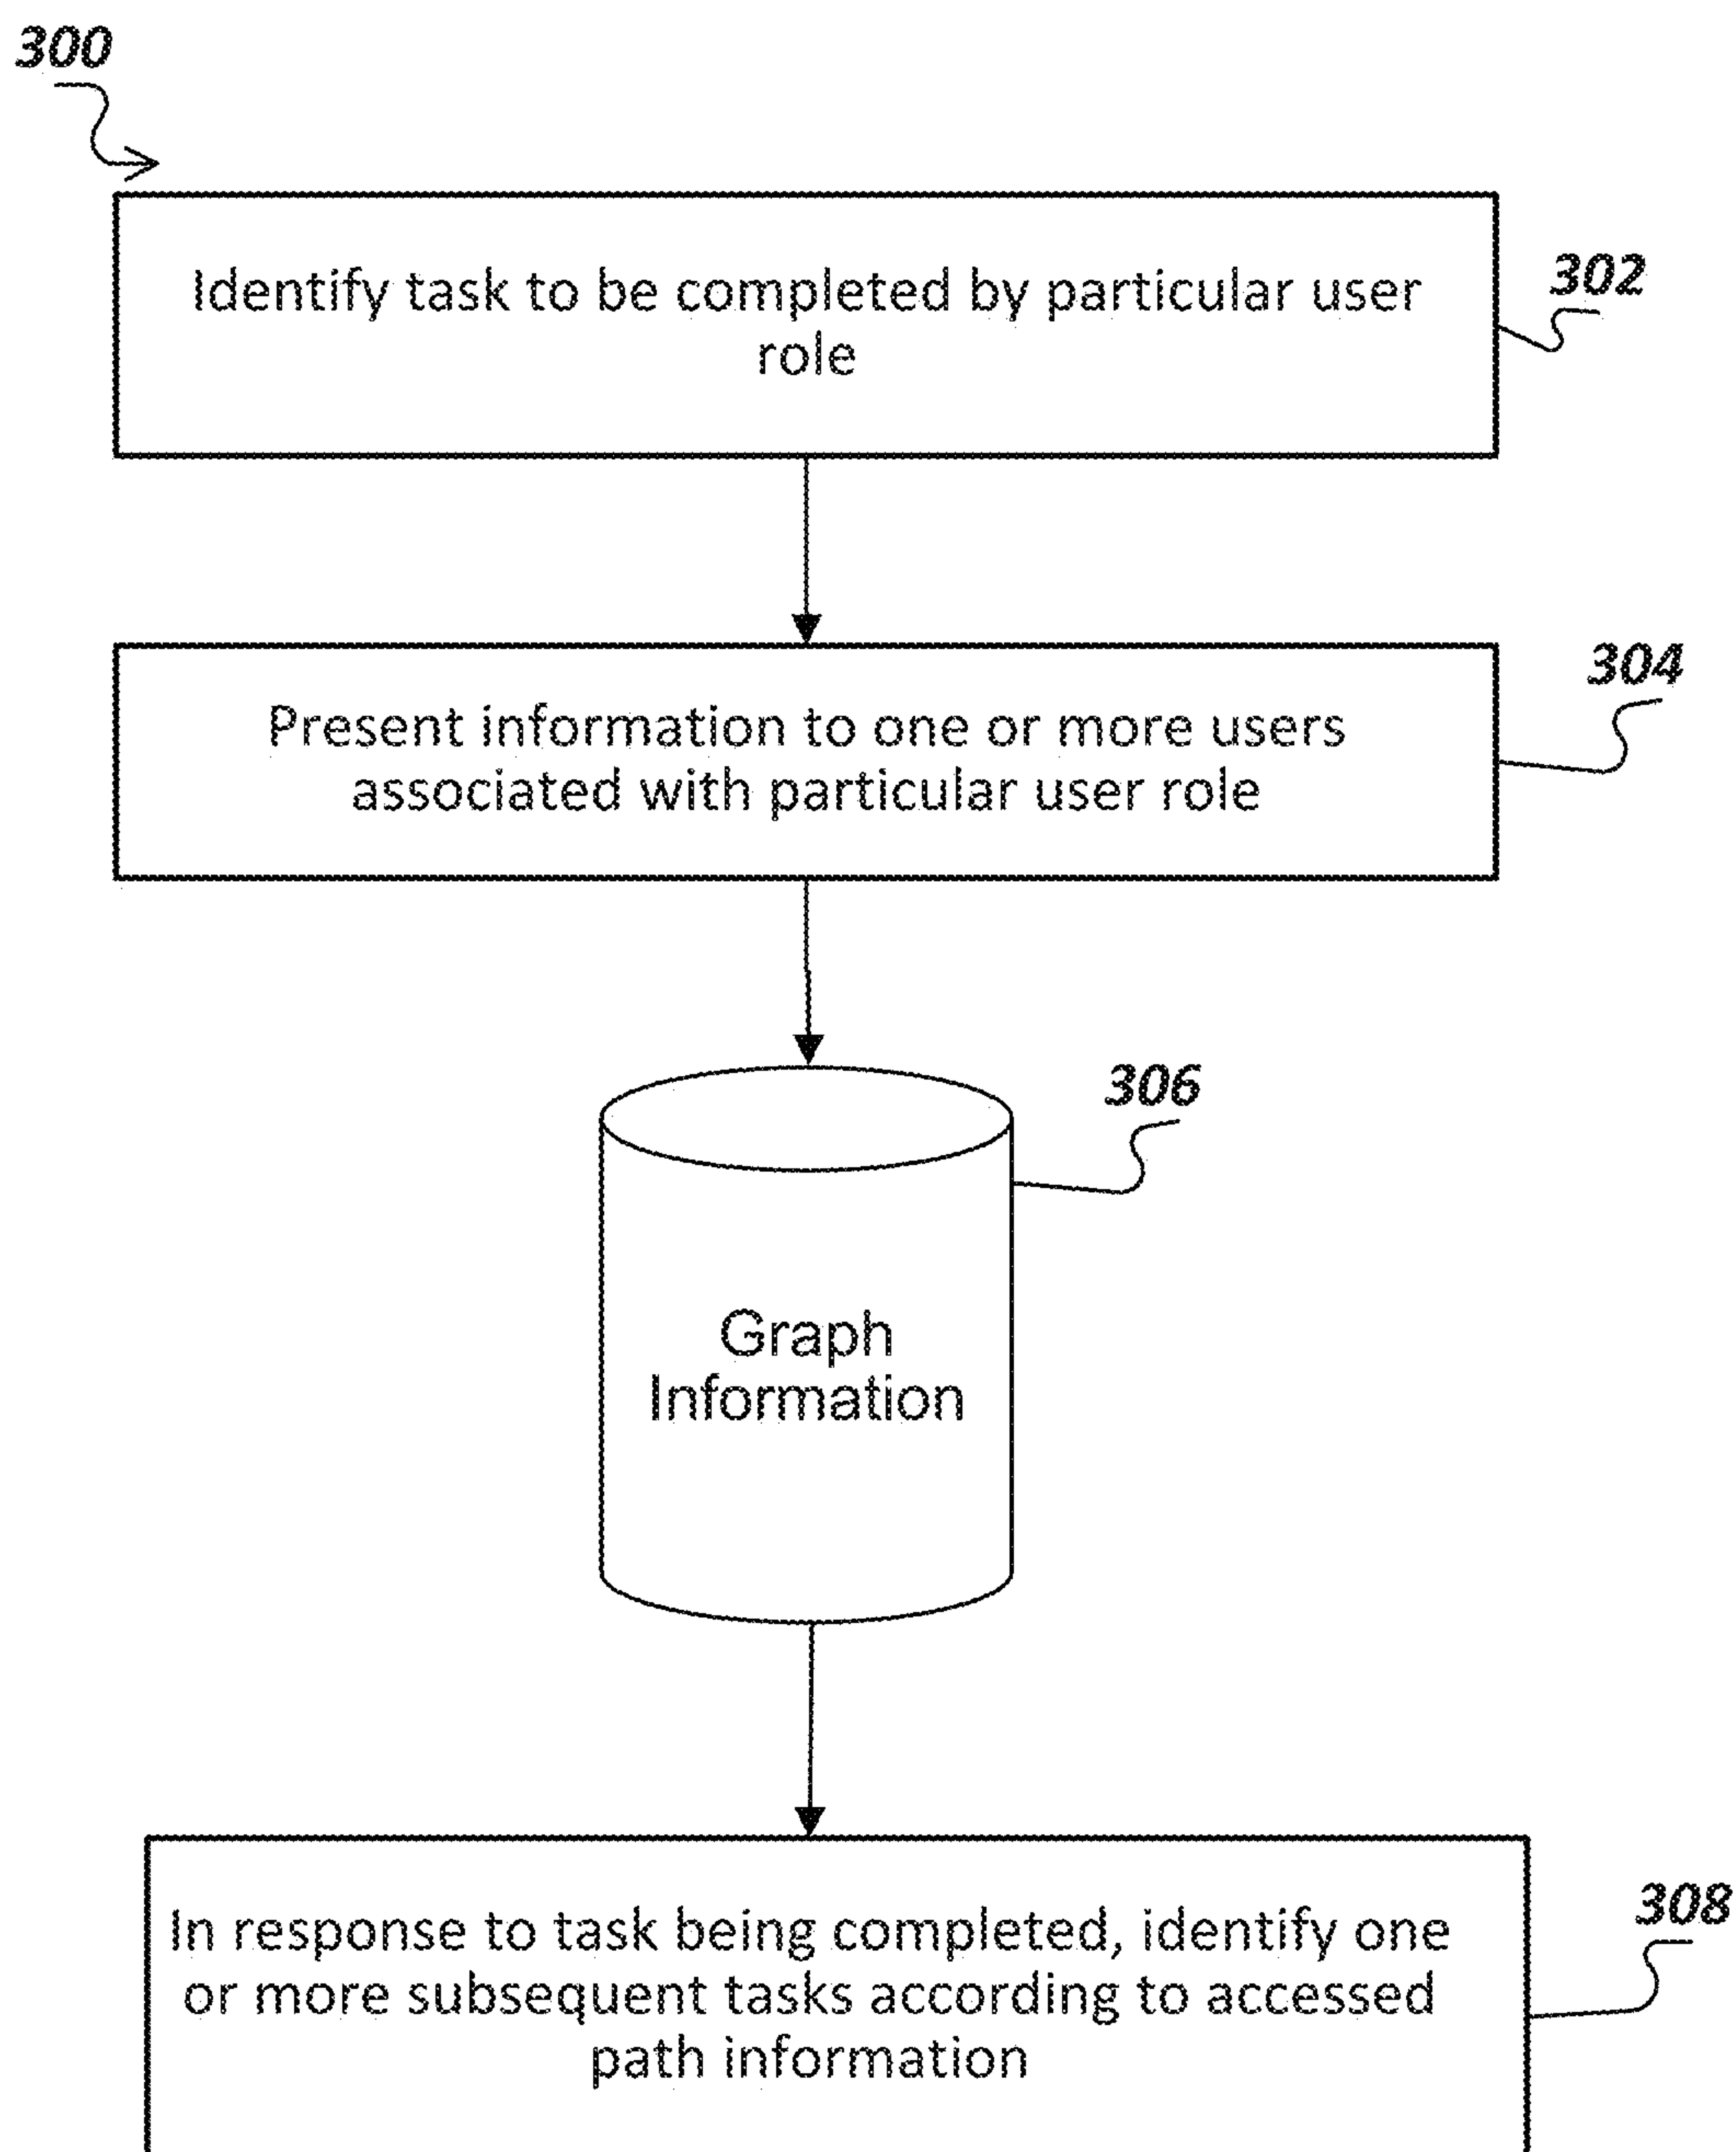 300
Identify task to be completed by particular user
role
302
Present information to one or more users
associated with particular user role
304
306
Graph
Information
In response to task being completed, identify one
or more subsequent tasks according to accessed
path information
308